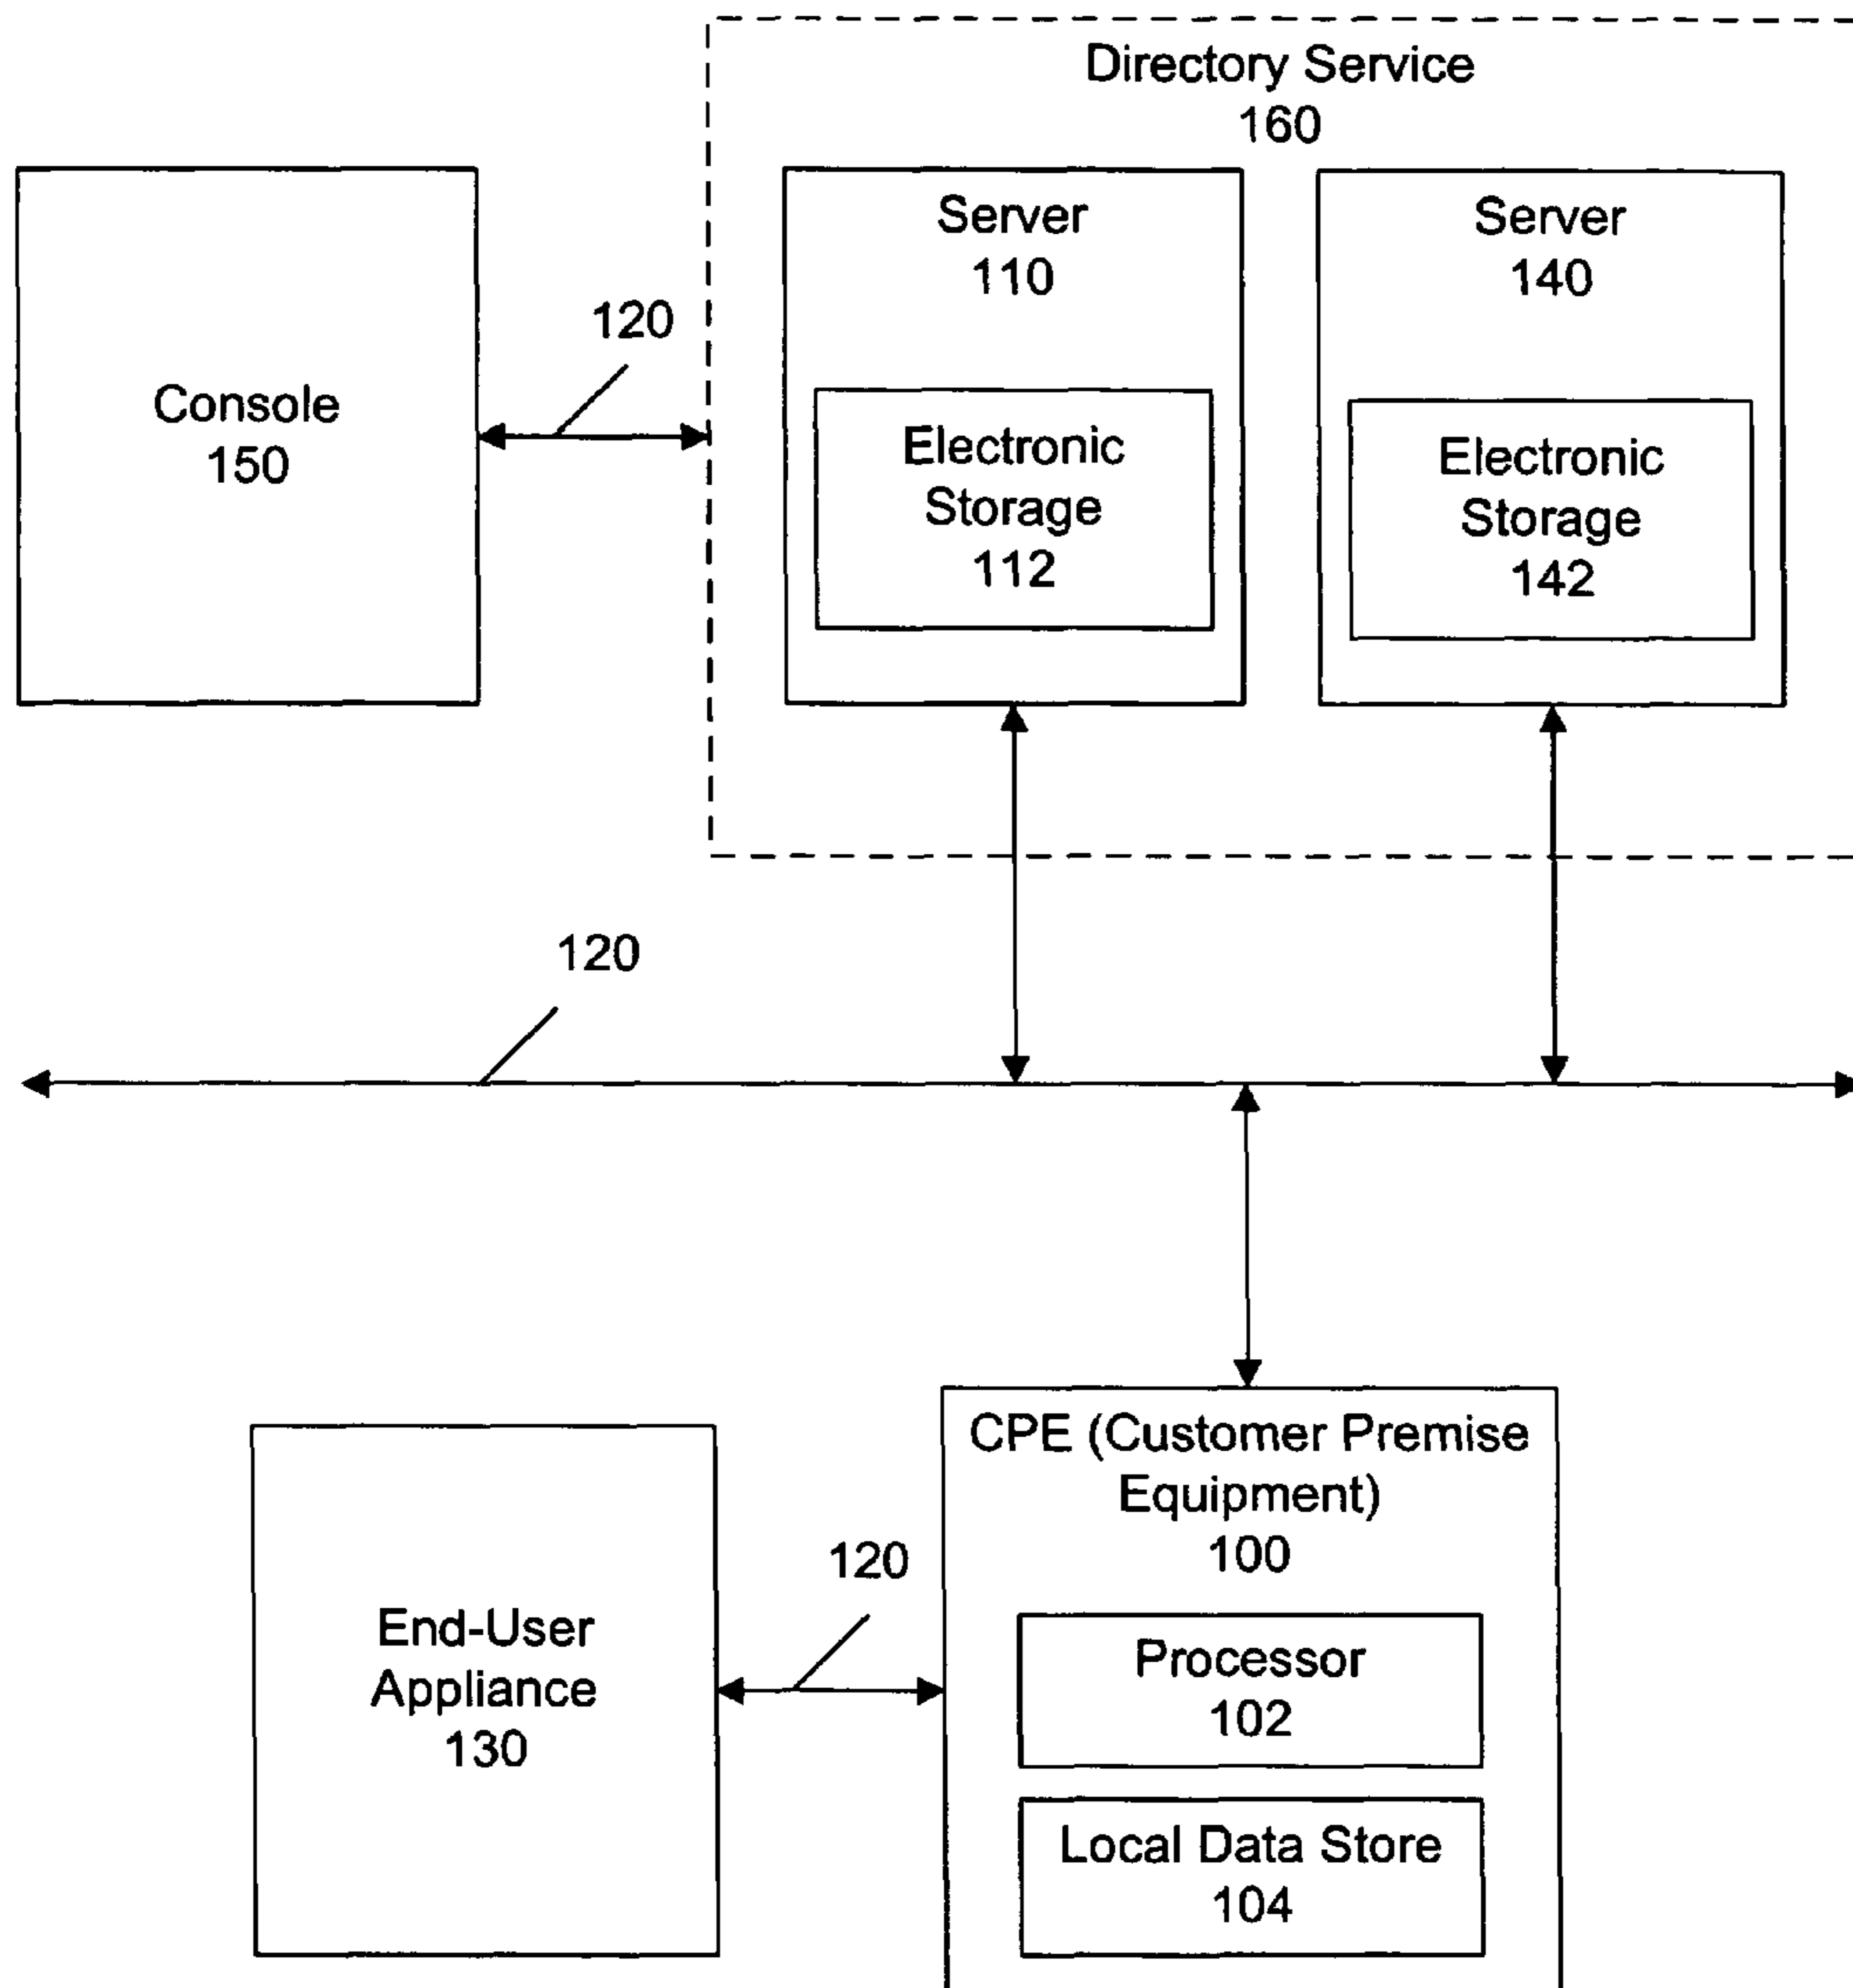 Directory Service
160
Server
110
Server
140
120
Console
150
Electronic
Storage
112
Electronic
Storage
142
120
CPE (Customer Premise
Equipment)
100
120
End-User
Appliance
130
Processor
102
Local Data Store
104